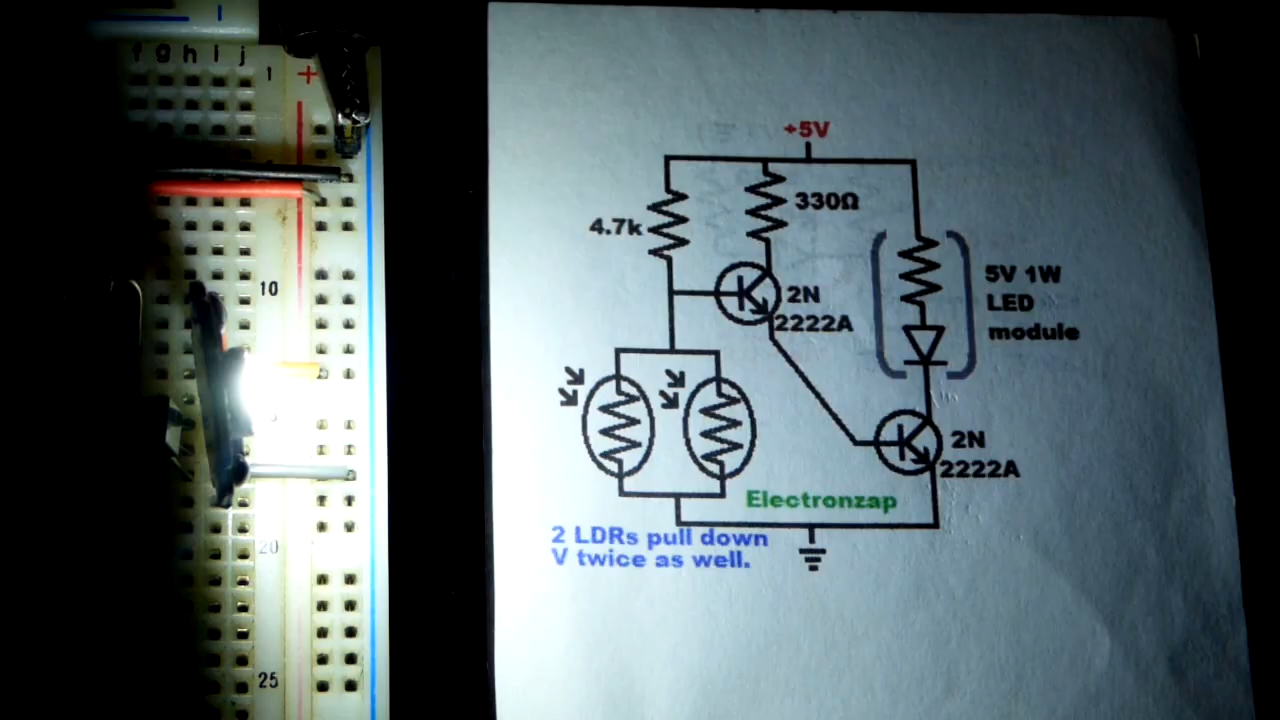 f g h i j
1
+
10
20
25
+5V
330Ω
4.7k
2N
2222A
5V 1W
LED
module
2N
2222A
Electronzap
2 LDRs pull down
V twice as well.